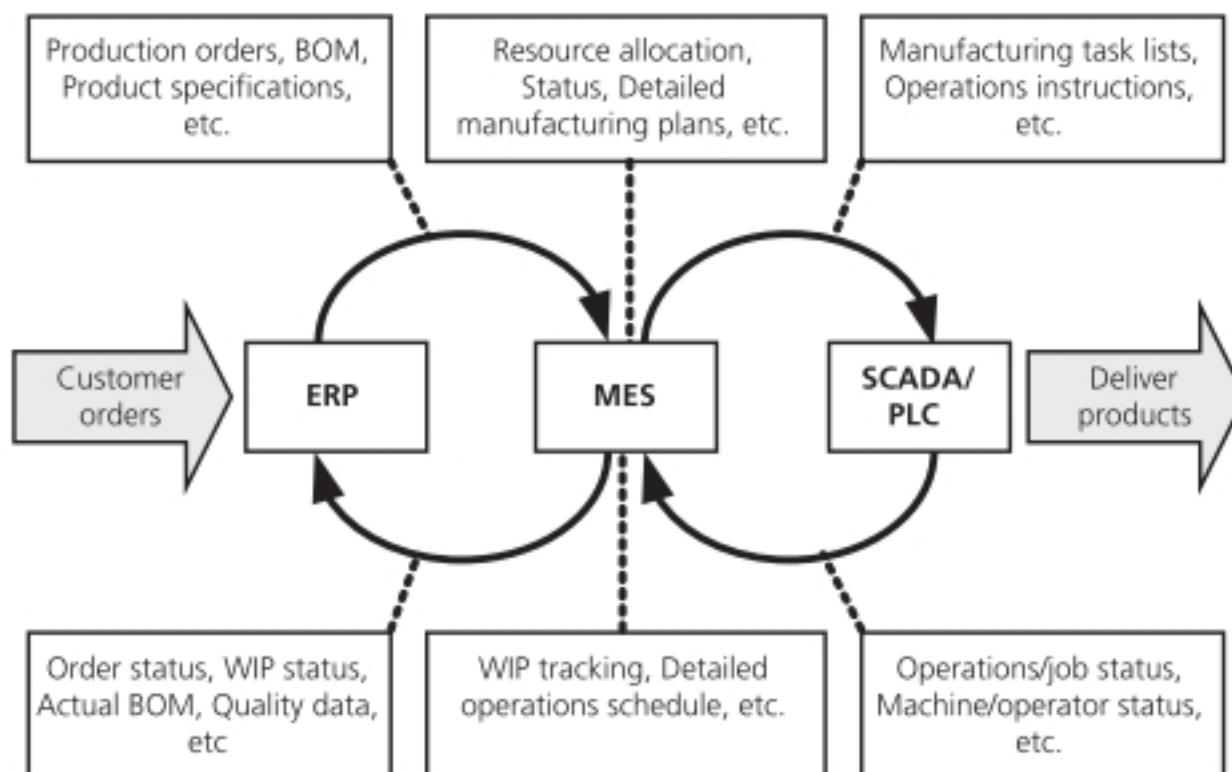 Production orders, BOM,
Product specifications,
etc.
Resource allocation,
Status, Detailed
manufacturing plans, etc.
Manufacturing task lists,
Operations instructions,
etc.
Customer
orders
ERP
MES
SCADA/
PLC
Deliver
products
Order status, WIP status,
Actual BOM, Quality data,
etc
WIP tracking, Detailed
operations schedule, etc.
Operations/job status,
Machine/operator status,
etc.